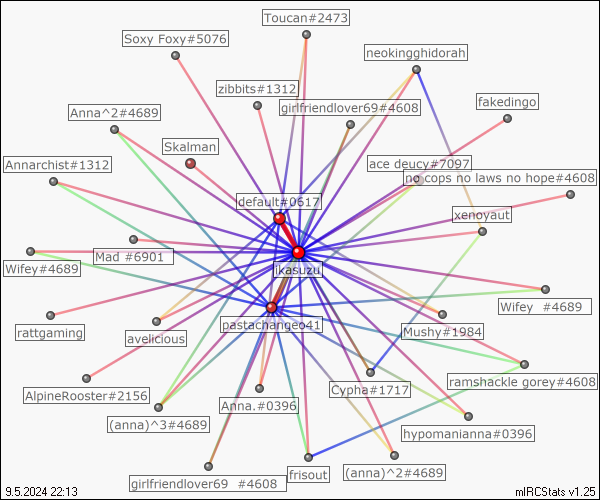 Toucan#2473
Soxy Foxy#5076
neokingghidorah
zibbits#1312
girlfriendlover69#4608
fakedingo
Anna^2#4689
Skalman
Annarchist#1312
ace deucy#7097
no cops no laws no hope#4608
default#0617
xenoyaut
Mad #6901
Wifey#4689
ikasuzu
Wifey #4689
rattgaming
avelicious
pastachangeo41
Mushy#1984
AlpineRooster#2156
Cypha#1717
ramshackle gorey#4608
(anna)^3#4689
Anna.#0396
hypomanianna#0396
girlfriendlover69 #4608
frisout
(anna)^2#4689
9.5.2024 22:13
mIRCStats v1.25